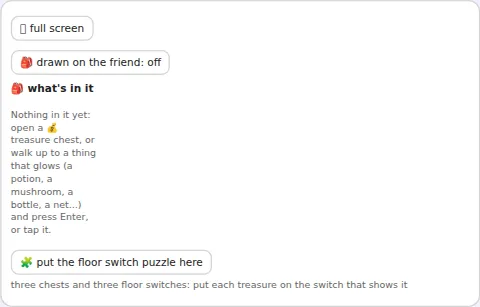 full screen
🎒 drawn on the friend: off
🎒 what's in it
Nothing in it yet:
open a 💰
treasure chest, or
walk up to a thing
that glows (a
potion, a
mushroom, a
bottle, a net...)
and press Enter,
or tap it.
🧩 put the floor switch puzzle here
three chests and three floor switches: put each treasure on the switch that shows it